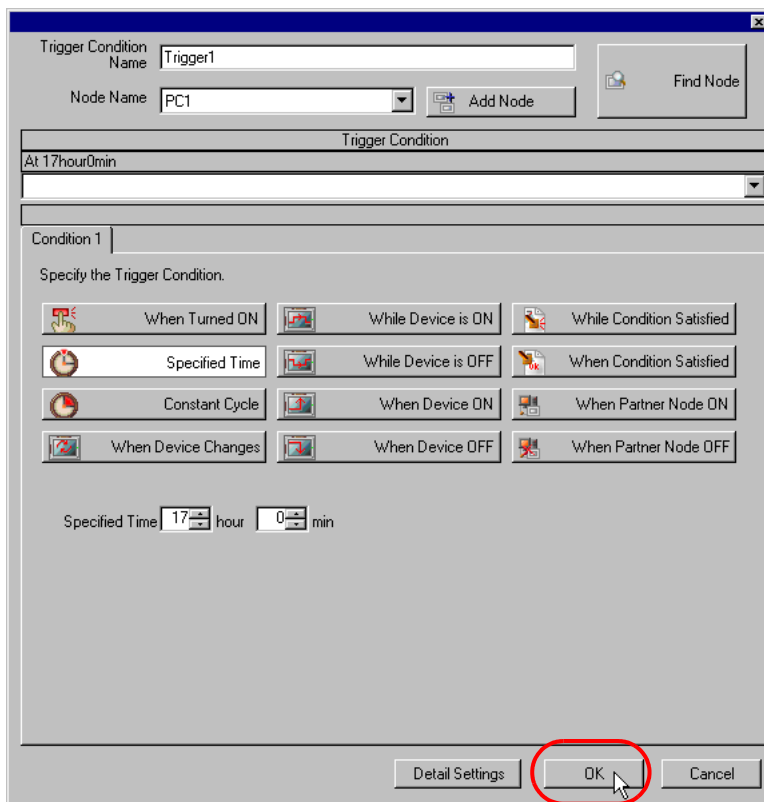 Trigger Condition Name Trigger1
Find Node
Node Name PC1 Add Node
Trigger Condition
At 17hour0min
Condition 1
Specify the Trigger Condition.
When Turned ON While Device is ON While Condition Satisfied
Specified Time While Device is OFF When Condition Satisfied
Constant Cycle When Device ON When Partner Node ON
When Device Changes When Device OFF When Partner Node OFF
Specified Time 17 hour 0 min
Detail Settings OK Cancel